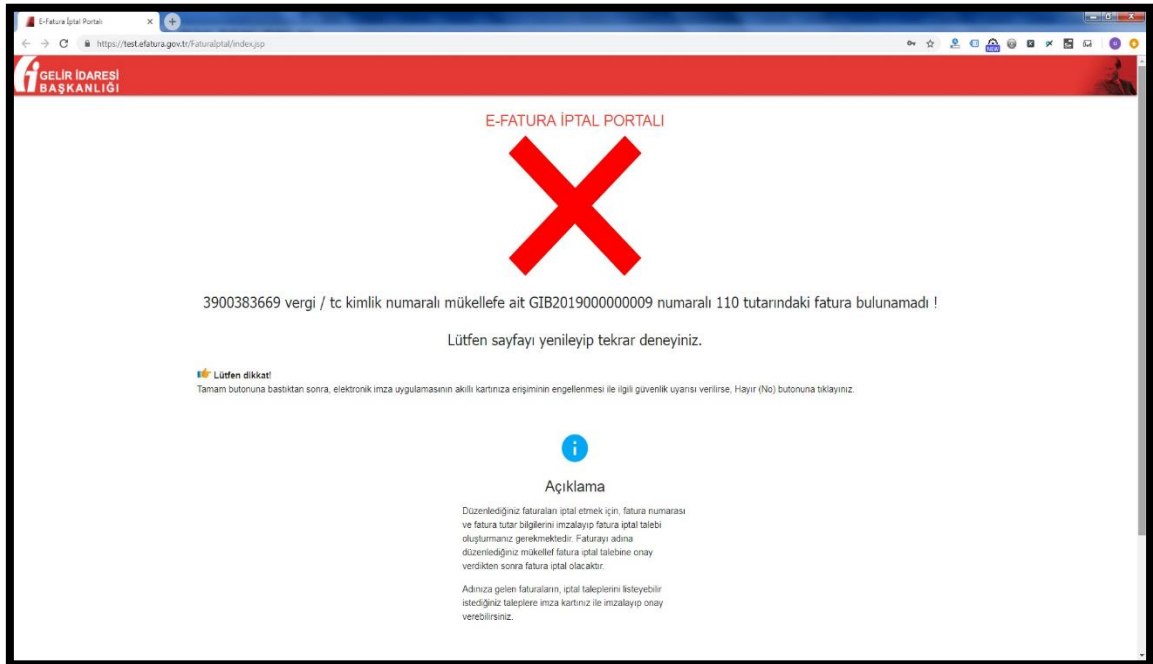 E-Fatura İptal Portalı
https://test.efatura.gov.tr/FaturaIptal/index.jsp
NEW
GELİR İDARESİ
BAŞKANLIĞI
E-FATURA İPTAL PORTALI
3900383669 vergi / tc kimlik numaralı mükellefe ait GIB2019000000009 numaralı 110 tutarındaki fatura bulunamadı !
Lütfen sayfayı yenileyip tekrar deneyiniz.
Lütfen dikkat!
Tamam butonuna bastıktan sonra, elektronik imza uygulamasının akıllı kartınıza erişiminin engellenmesi ile ilgili güvenlik uyarısı verilirse, Hayır (No) butonuna tıklayınız.
Açıklama
Düzenlediğiniz faturaları iptal etmek için, fatura numarası
ve fatura tutar bilgilerini imzalayıp fatura iptal talebi
oluşturmanız gerekmektedir. Faturayı adına
düzenlediğiniz mükellef fatura iptal talebine onay
verdikten sonra fatura iptal olacaktır.
Adınıza gelen faturaların, iptal taleplerini listeyebilir
istediğiniz taleplere imza kartınız ile imzalayıp onay
verebilirsiniz.